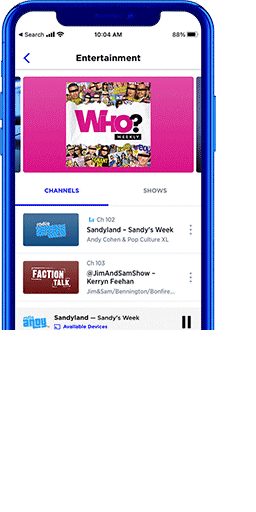 Search 10:04 AM 88%
Entertainment
WHO?
WEEKLY
CHANNELS SHOWS
Ch 102
Sandyland – Sandy's Week
Andy Cohen & Pop Culture XL
Ch 103
FACTION
TALK
@JimAndSamShow –
Kerryn Feehan
Jim&Sam/Bennington/Bonfire...
Sandyland — Sandy's Week
Available Devices